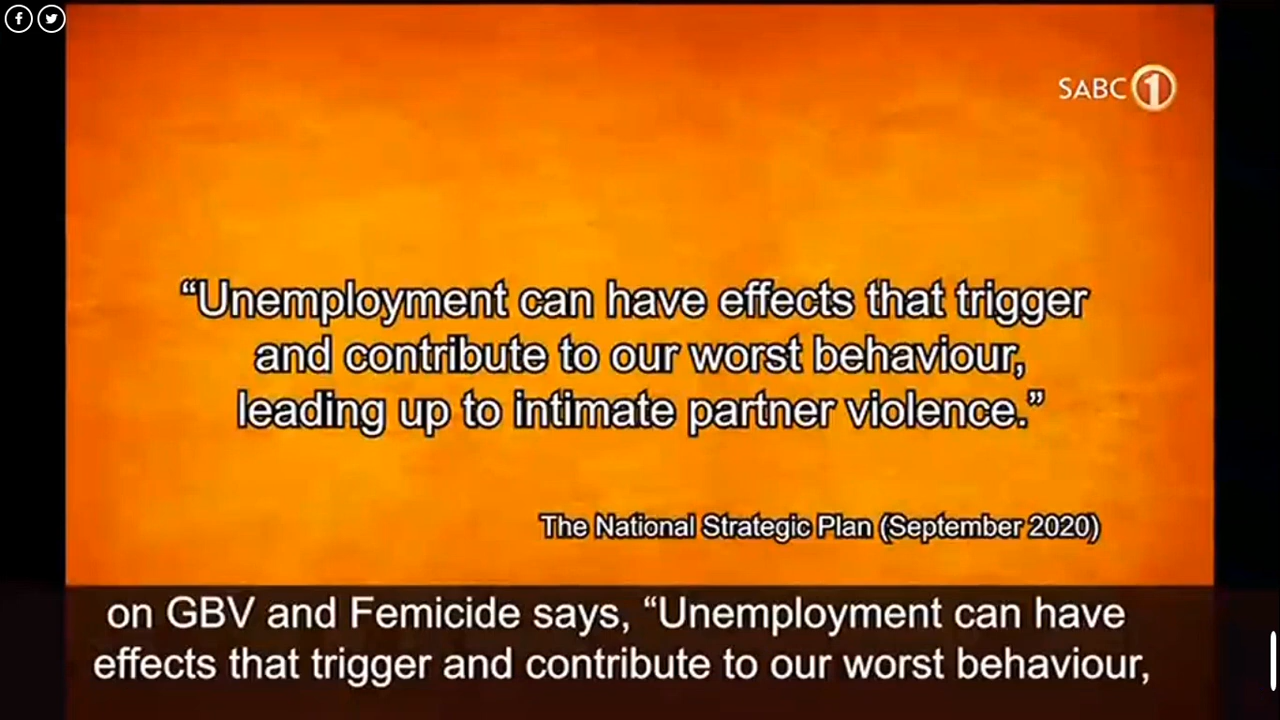 SABC 1
“Unemployment can have effects that trigger
and contribute to our worst behaviour,
leading up to intimate partner violence.”
The National Strategic Plan (September 2020)
on GBV and Femicide says, “Unemployment can have
effects that trigger and contribute to our worst behaviour,